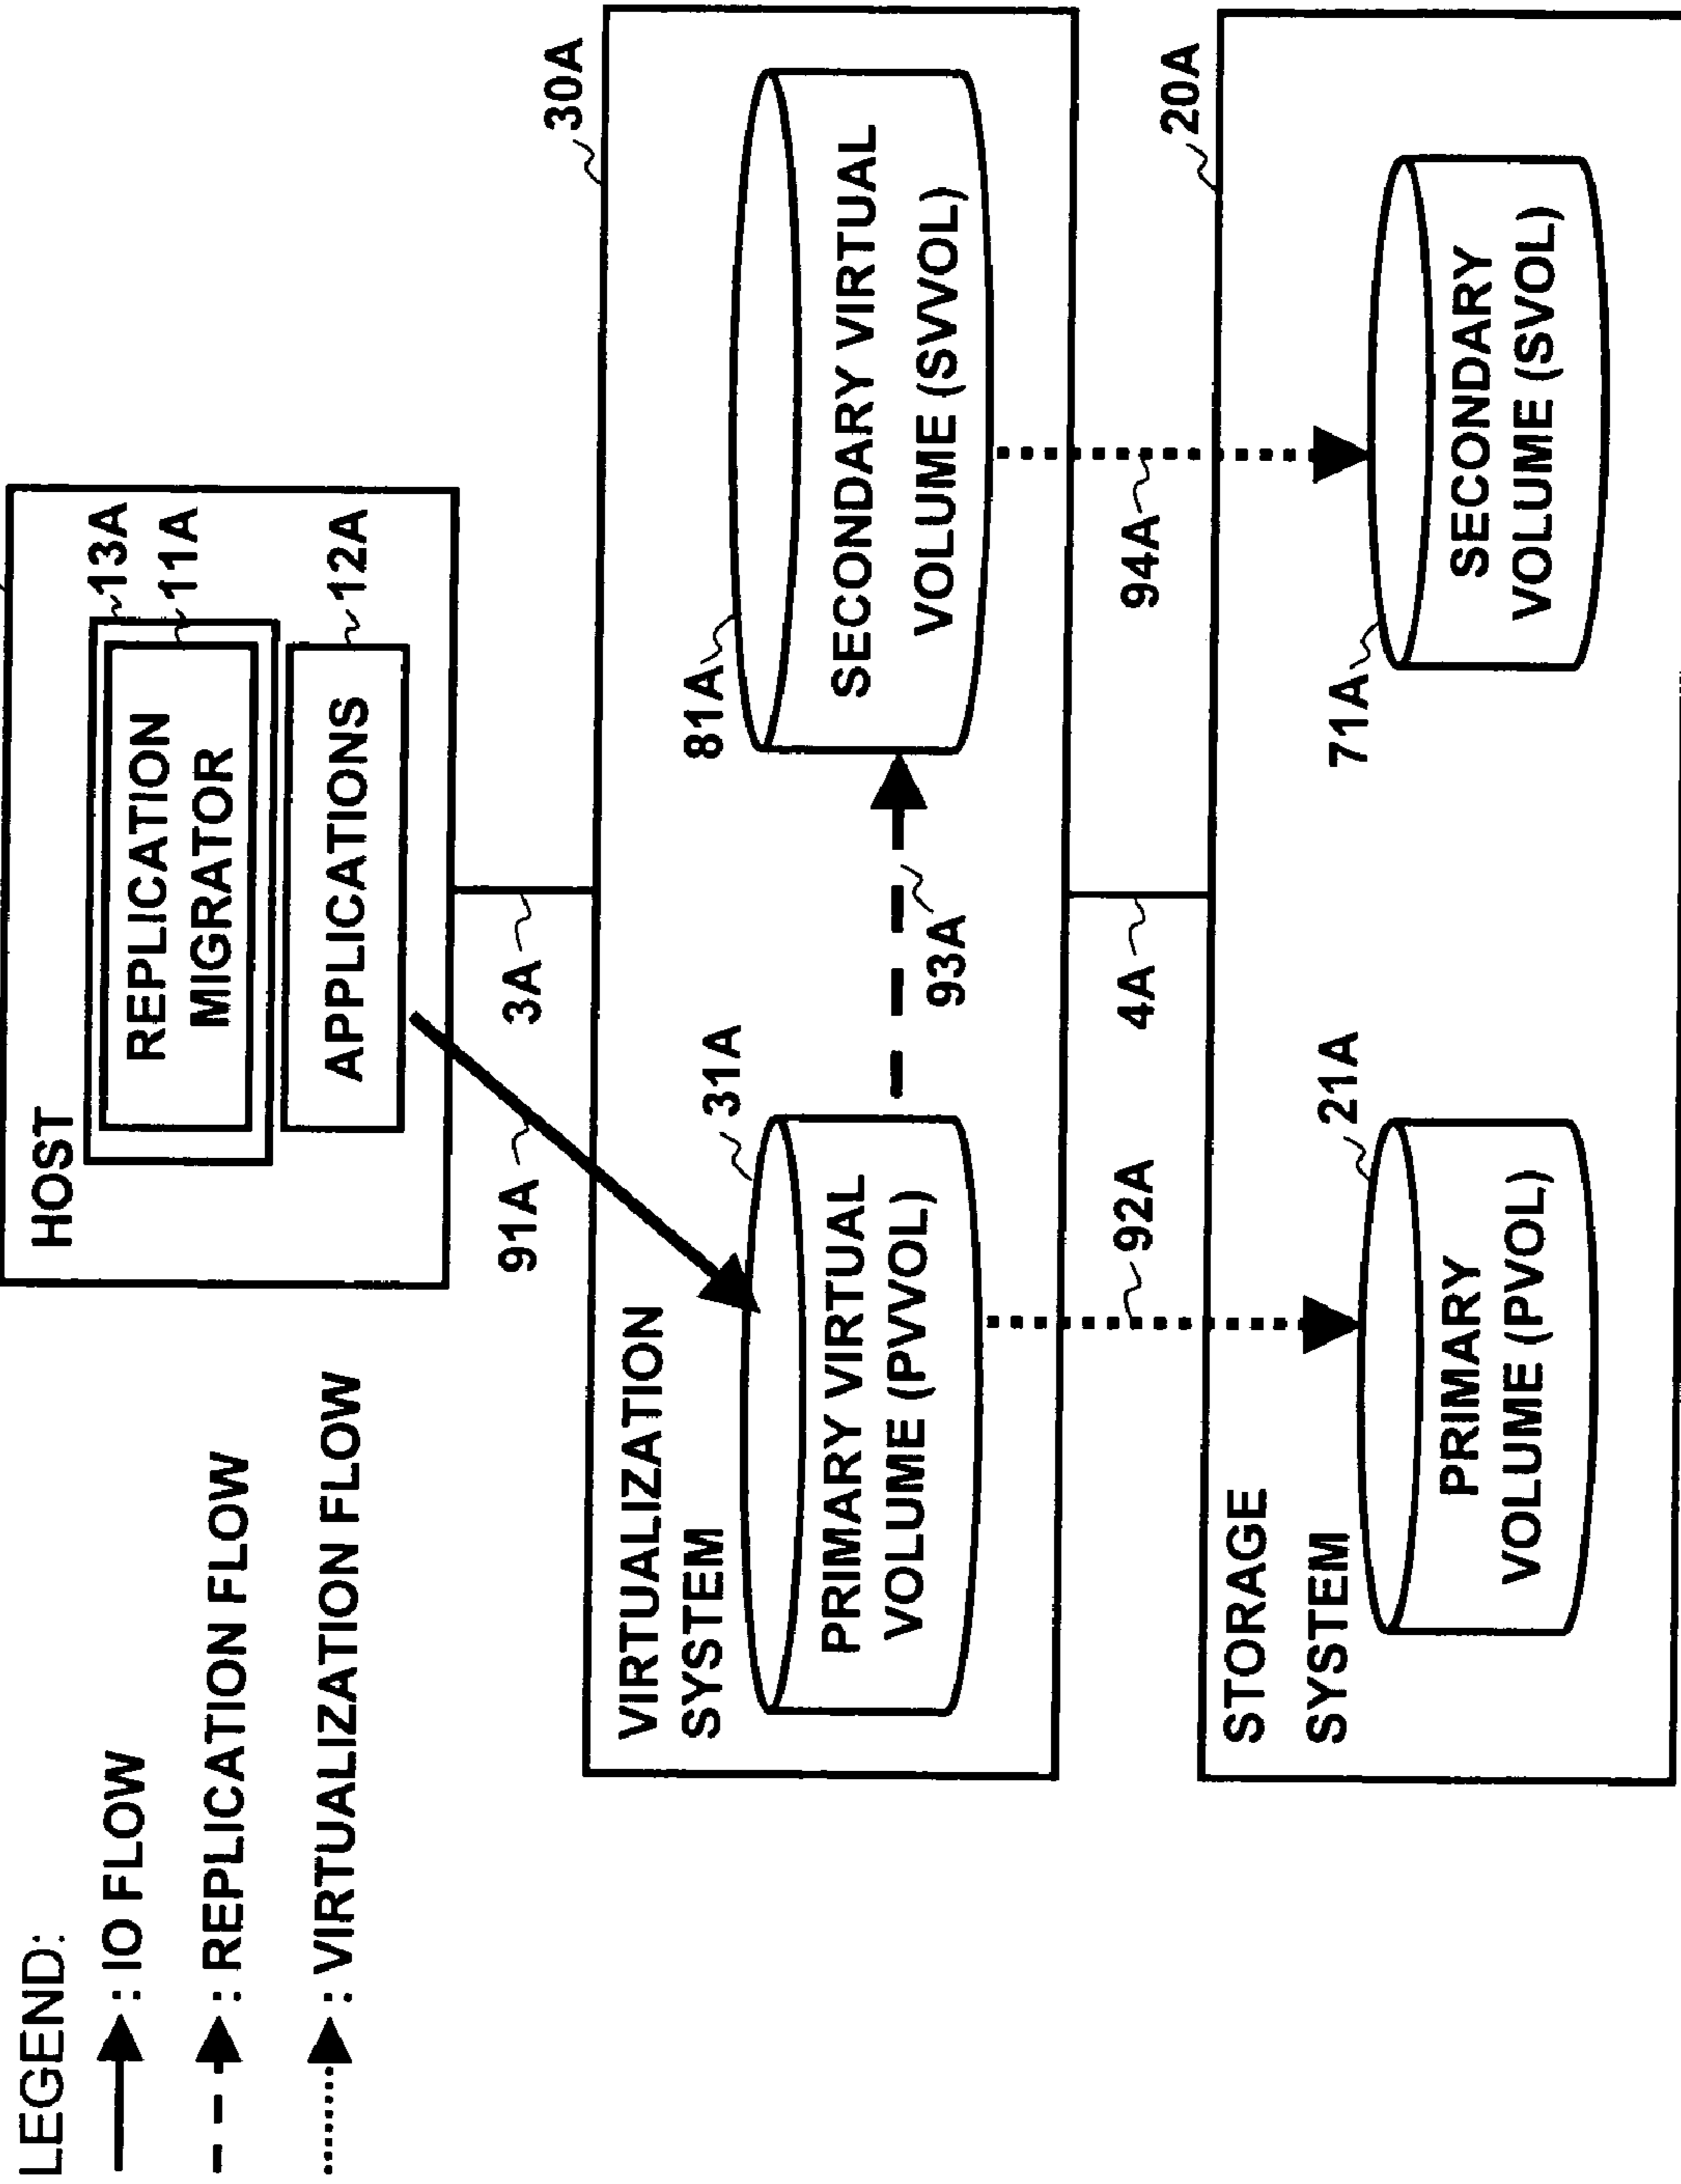 LEGEND:
: IO FLOW
: REPLICATION FLOW
: VIRTUALIZATION FLOW
HOST
REPLICATION
MIGRATOR
13A
11A
APPLICATIONS
12A
91A
3A
30A
VIRTUALIZATION
SYSTEM
31A
81A
PRIMARY VIRTUAL
VOLUME (PVVOL)
93A
SECONDARY VIRTUAL
VOLUME (SVVOL)
92A
4A
94A
20A
STORAGE
SYSTEM
21A
71A
PRIMARY
VOLUME (PVOL)
SECONDARY
VOLUME (SVOL)